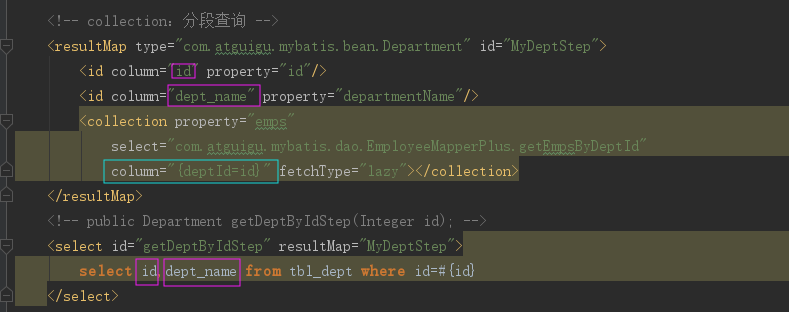 <!-- collection：分段查询 -->
<resultMap type="com.atguigu.mybatis.bean.Department" id="MyDeptStep">
<id column="id" property="id"/>
<id column="dept_name" property="departmentName"/>
<collection property="emps"
select="com.atguigu.mybatis.dao.EmployeeMapperPlus.getEmpsByDeptId"
column="{deptId=id}" fetchType="lazy"></collection>
</resultMap>
<!-- public Department getDeptByIdStep(Integer id); -->
<select id="getDeptByIdStep" resultMap="MyDeptStep">
select id,dept_name from tbl_dept where id=#{id}
</select>